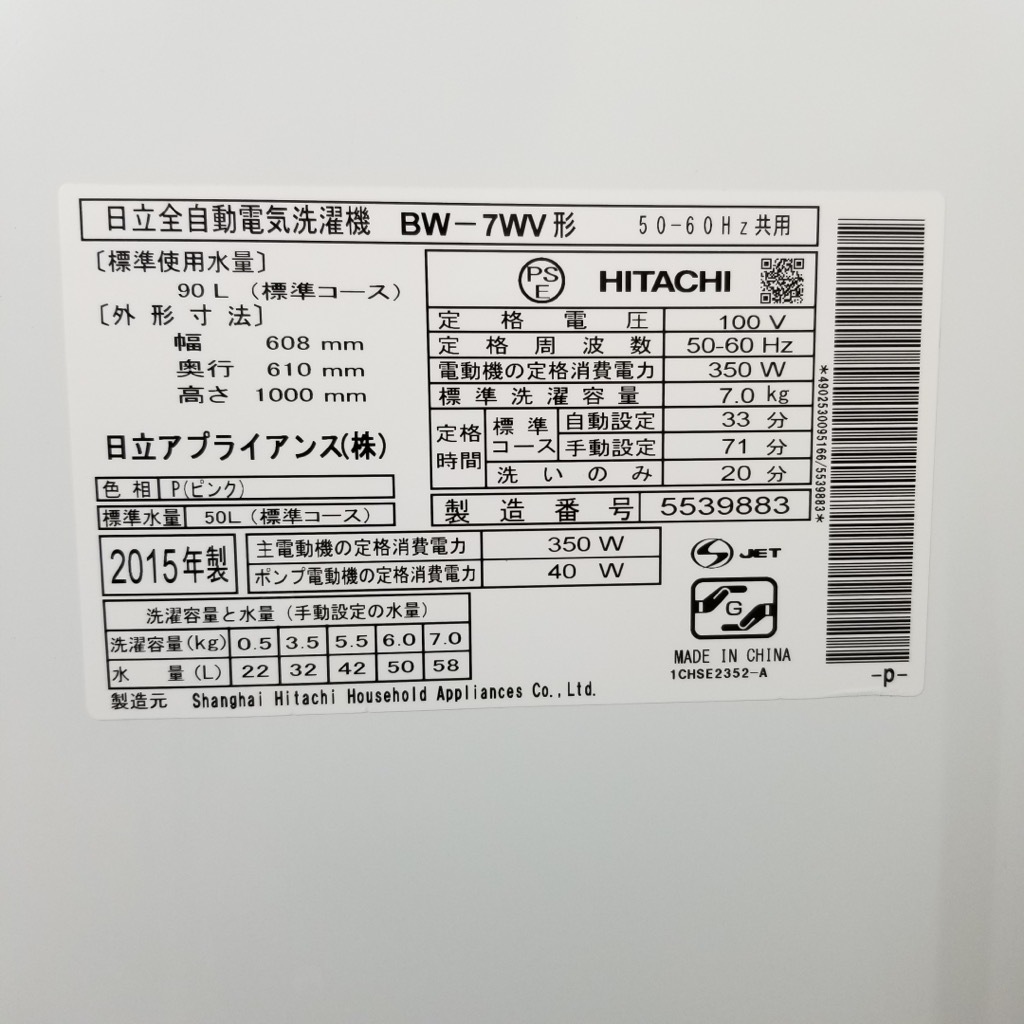 日立全自動電気洗濯機 BW-7WV形 50-60Hz共用
〔標準使用水量〕
90 L (標準コース)
〔外形寸法〕
幅 608 mm
奥行 610 mm
高さ 1000 mm
日立アプライアンス(株)
色相 P(ピンク)
標準水量 50L (標準コース)
PS E HITACHI
定格電圧 100 V
定格周波数 50-60 Hz
電動機の定格消費電力 350 W
標準洗濯容量 7.0 kg
定格時間 標準コース 自動設定 33 分
手動設定 71 分
洗いのみ 20 分
製造番号 5539883
2015年製
主電動機の定格消費電力 350 W
ポンプ電動機の定格消費電力 40 W
洗濯容量と水量 (手動設定の水量)
洗濯容量(kg) 0.5 3.5 5.5 6.0 7.0
水量(L) 22 32 42 50 58
製造元 Shanghai Hitachi Household Appliances Co.,Ltd.
S JET
G
MADE IN CHINA
1CHSE2352-A
*4902530095166/5539883*
-p-